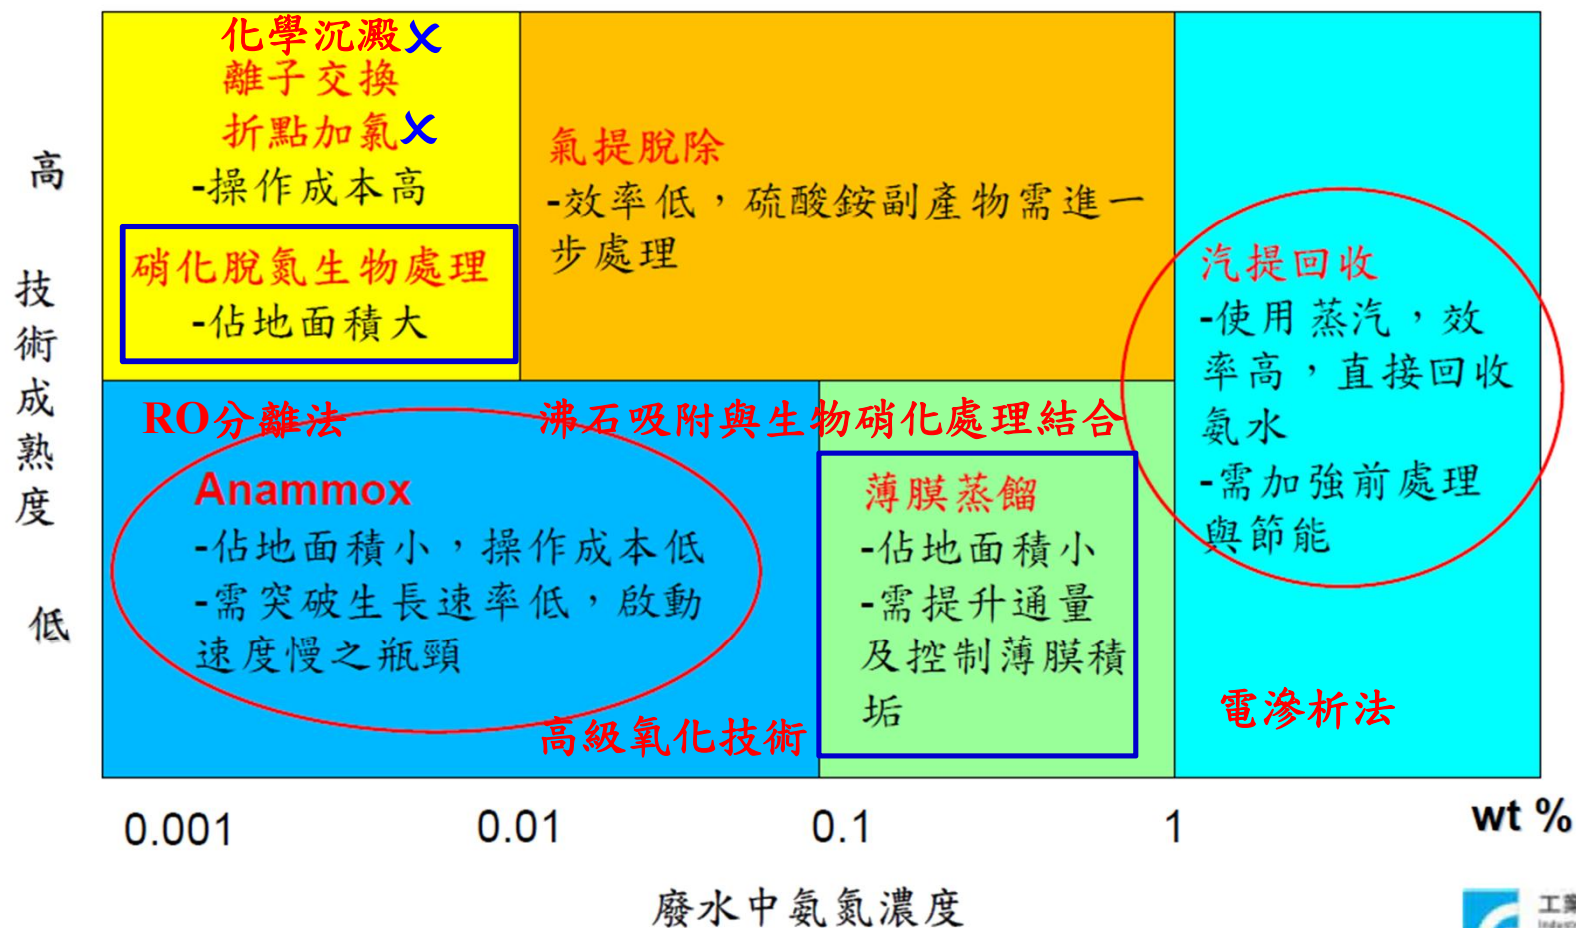 化學沉澱X
離子交換
折點加氯X
-操作成本高
硝化脫氮生物處理
-佔地面積大
氣提脫除
-效率低，硫酸銨副產物需進一
步處理
汽提回收
-使用蒸汽，效
率高，直接回收
氨水
-需加強前處理
與節能
RO分離法
沸石吸附與生物硝化處理結合
Anammox
-佔地面積小，操作成本低
-需突破生長速率低，啟動
速度慢之瓶頸
薄膜蒸餾
-佔地面積小
-需提升通量
及控制薄膜積
垢
高級氧化技術
電滲析法
高
技術成熟度
低
0.001
0.01
0.1
1
wt %
廢水中氨氮濃度
工業